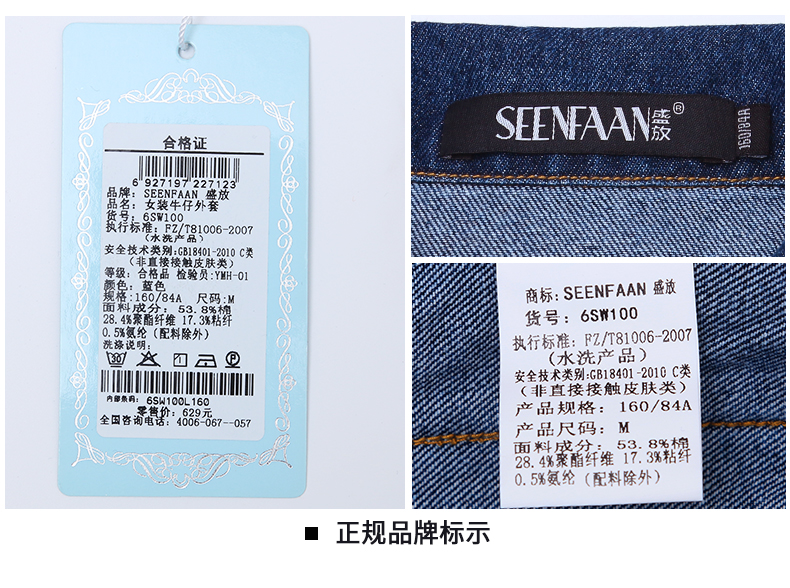 合格证
6 927197 227123
品牌: SEENFAAN 盛放
品名: 女装牛仔外套
货号: 6SW100
执行标准: FZ/T81006-2007
(水洗产品)
安全技术类别:GB18401-2010 C类
(非直接接触皮肤类)
等级: 合格品 检验员:YMH-01
颜色: 蓝色
规格:160/84A 尺码:M
面料成分: 53.8%棉
28.4%聚酯纤维 17.3%粘纤
0.5%氨纶 (配料除外)
洗涤说明:
内部条码: 6SW100L160
零售价: 629元
全国咨询电话: 4006-067--057
SEENFAAN盛放®
160/84A
商标: SEENFAAN 盛放
货号: 6SW100
执行标准: FZ/T81006-2007
(水洗产品)
安全技术类别:GB18401-2010 C类
(非直接接触皮肤类)
产品规格: 160/84A
产品尺码: M
面料成分: 53.8%棉
28.4%聚酯纤维 17.3%粘纤
0.5%氨纶 (配料除外)
■ 正规品牌标示